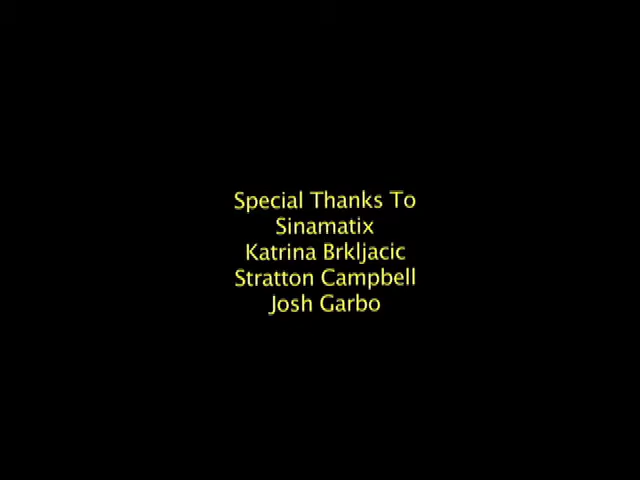 Special Thanks To
Sinamatix
Katrina Brkljacic
Stratton Campbell
Josh Garbo